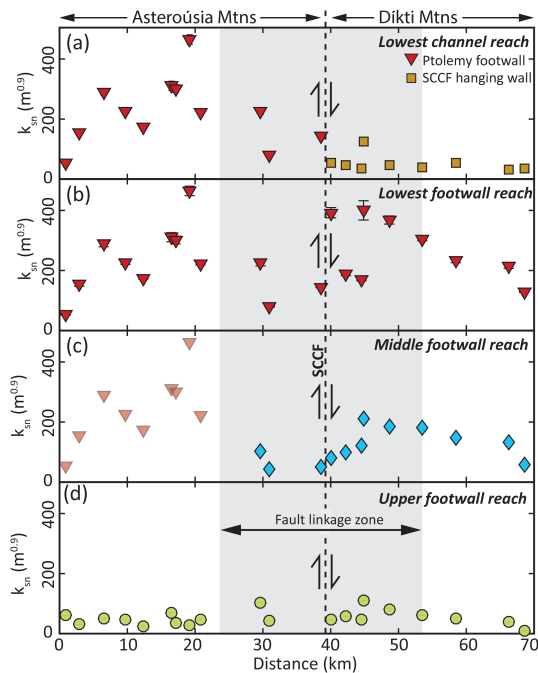 Asteroúsia Mtns Díkti Mtns
(a) Lowest channel reach
Ptolemy footwall
SCCF hanging wall
400
200
0
ksn (m0.9)
(b) Lowest footwall reach
400
200
0
ksn (m0.9)
(c) Middle footwall reach
SCCF
400
200
0
ksn (m0.9)
(d) Upper footwall reach
Fault linkage zone
400
200
0
ksn (m0.9)
0 10 20 30 40 50 60 70
Distance (km)